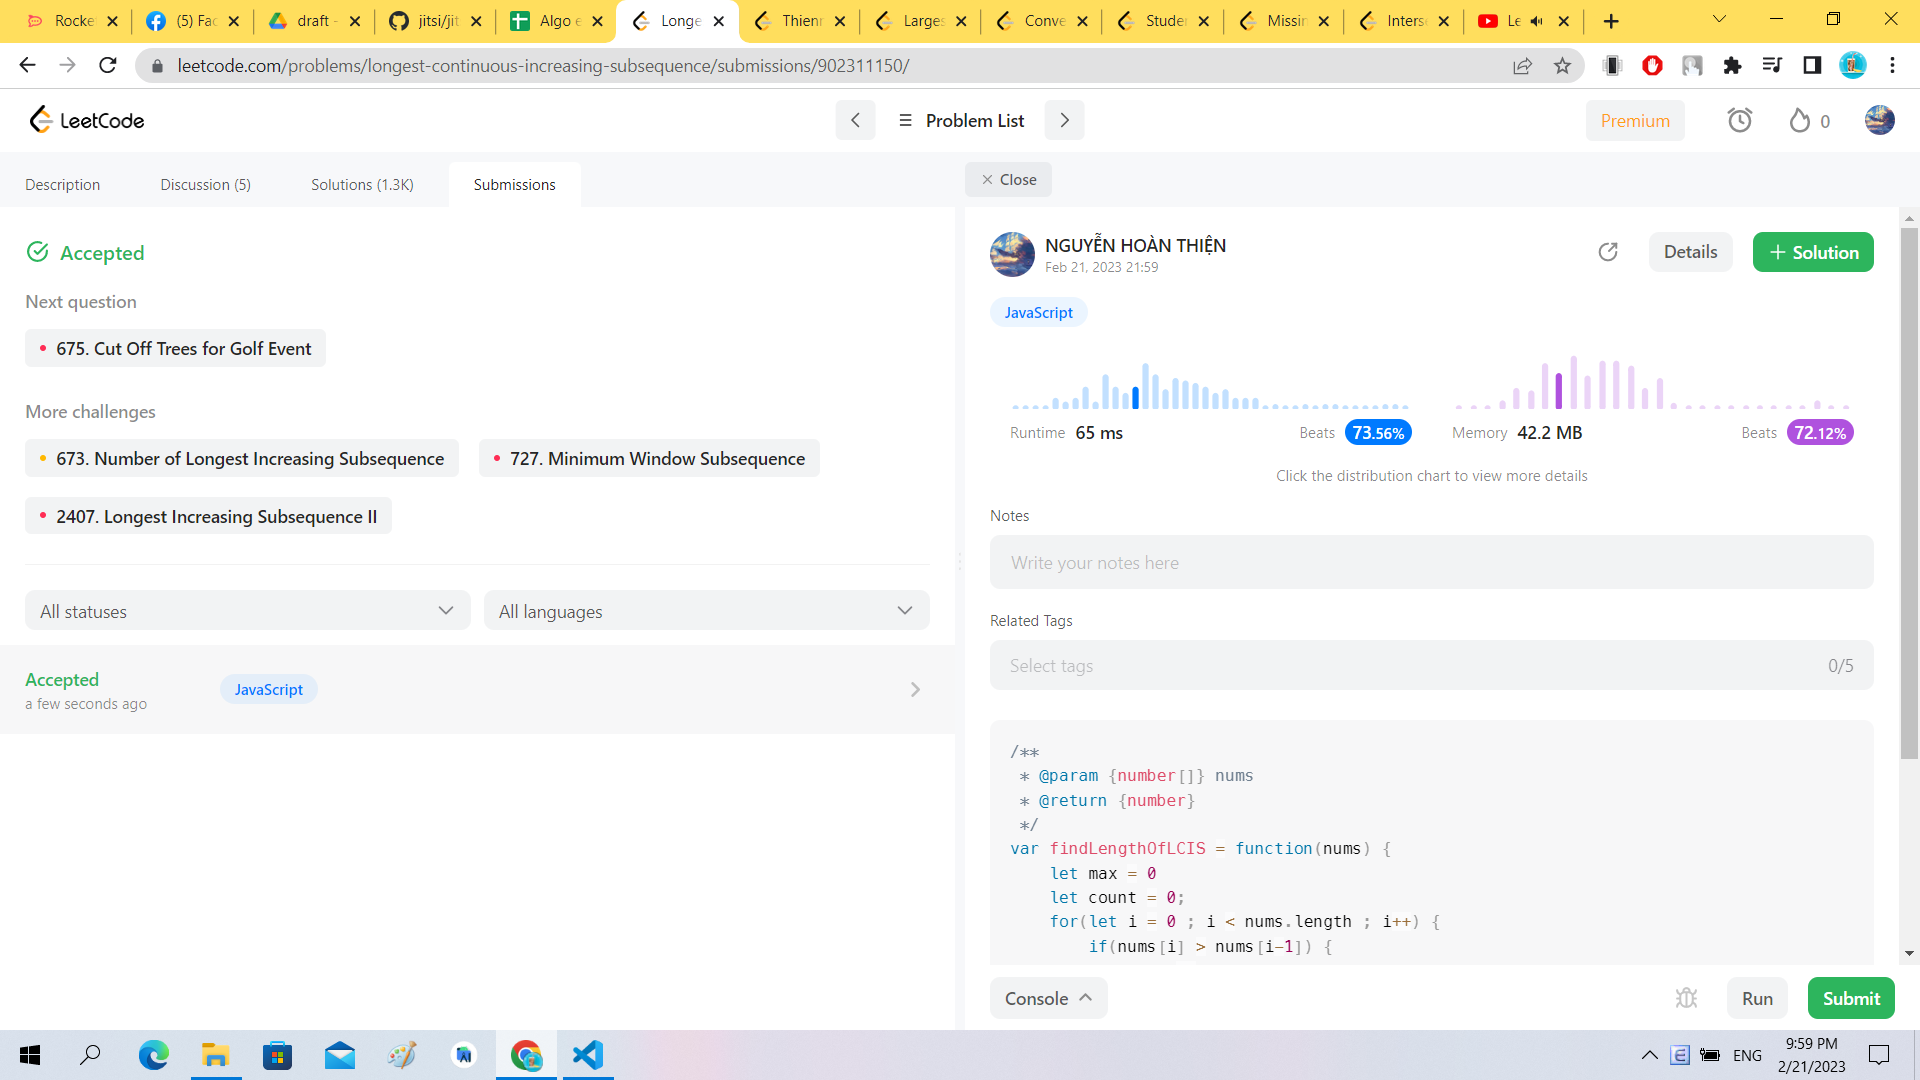 Rocke
(5) Fac
draft -
jitsi/jit
Algo e
Longe
Thienn
Larges
Conve
Studen
Missin
Interse
Le
leetcode.com/problems/longest-continuous-increasing-subsequence/submissions/902311150/
LeetCode
Problem List
Premium
0
Description
Discussion (5)
Solutions (1.3K)
Submissions
Close
Accepted
Next question
675. Cut Off Trees for Golf Event
More challenges
673. Number of Longest Increasing Subsequence
727. Minimum Window Subsequence
2407. Longest Increasing Subsequence II
All statuses
All languages
Accepted
a few seconds ago
JavaScript
NGUYỄN HOÀN THIỆN
Feb 21, 2023 21:59
Details
+ Solution
JavaScript
Runtime 65 ms
Beats 73.56%
Memory 42.2 MB
Beats 72.12%
Click the distribution chart to view more details
Notes
Write your notes here
Related Tags
Select tags
0/5
/**
 * @param {number[]} nums
 * @return {number}
 */
var findLengthOfLCIS = function(nums) {
    let max = 0
    let count = 0;
    for(let i = 0 ; i < nums.length ; i++) {
        if(nums[i] > nums[i-1]) {
Console
Run
Submit
ENG
9:59 PM
2/21/2023